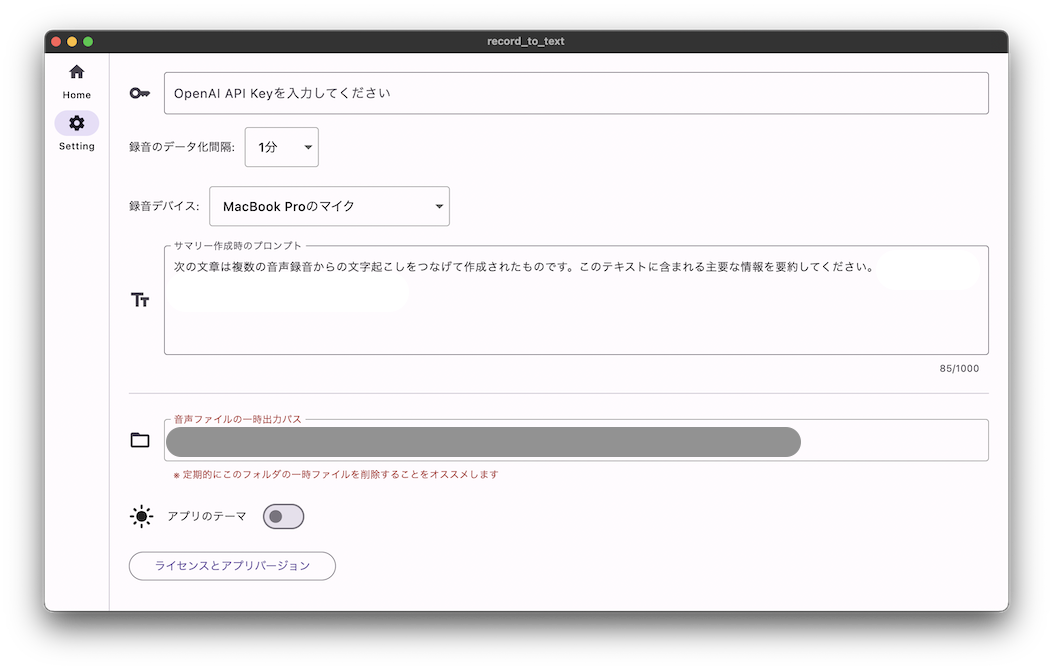 record_to_text
Home
Setting
OpenAI API Keyを入力してください
録音のデータ化間隔:
1分
録音デバイス:
MacBook Proのマイク
サマリー作成時のプロンプト
次の文章は複数の音声録音からの文字起こしをつなげて作成されたものです。このテキストに含まれる主要な情報を要約してください。
85/1000
音声ファイルの一時出力パス
※ 定期的にこのフォルダの一時ファイルを削除することをオススメします
アプリのテーマ
ライセンスとアプリバージョン